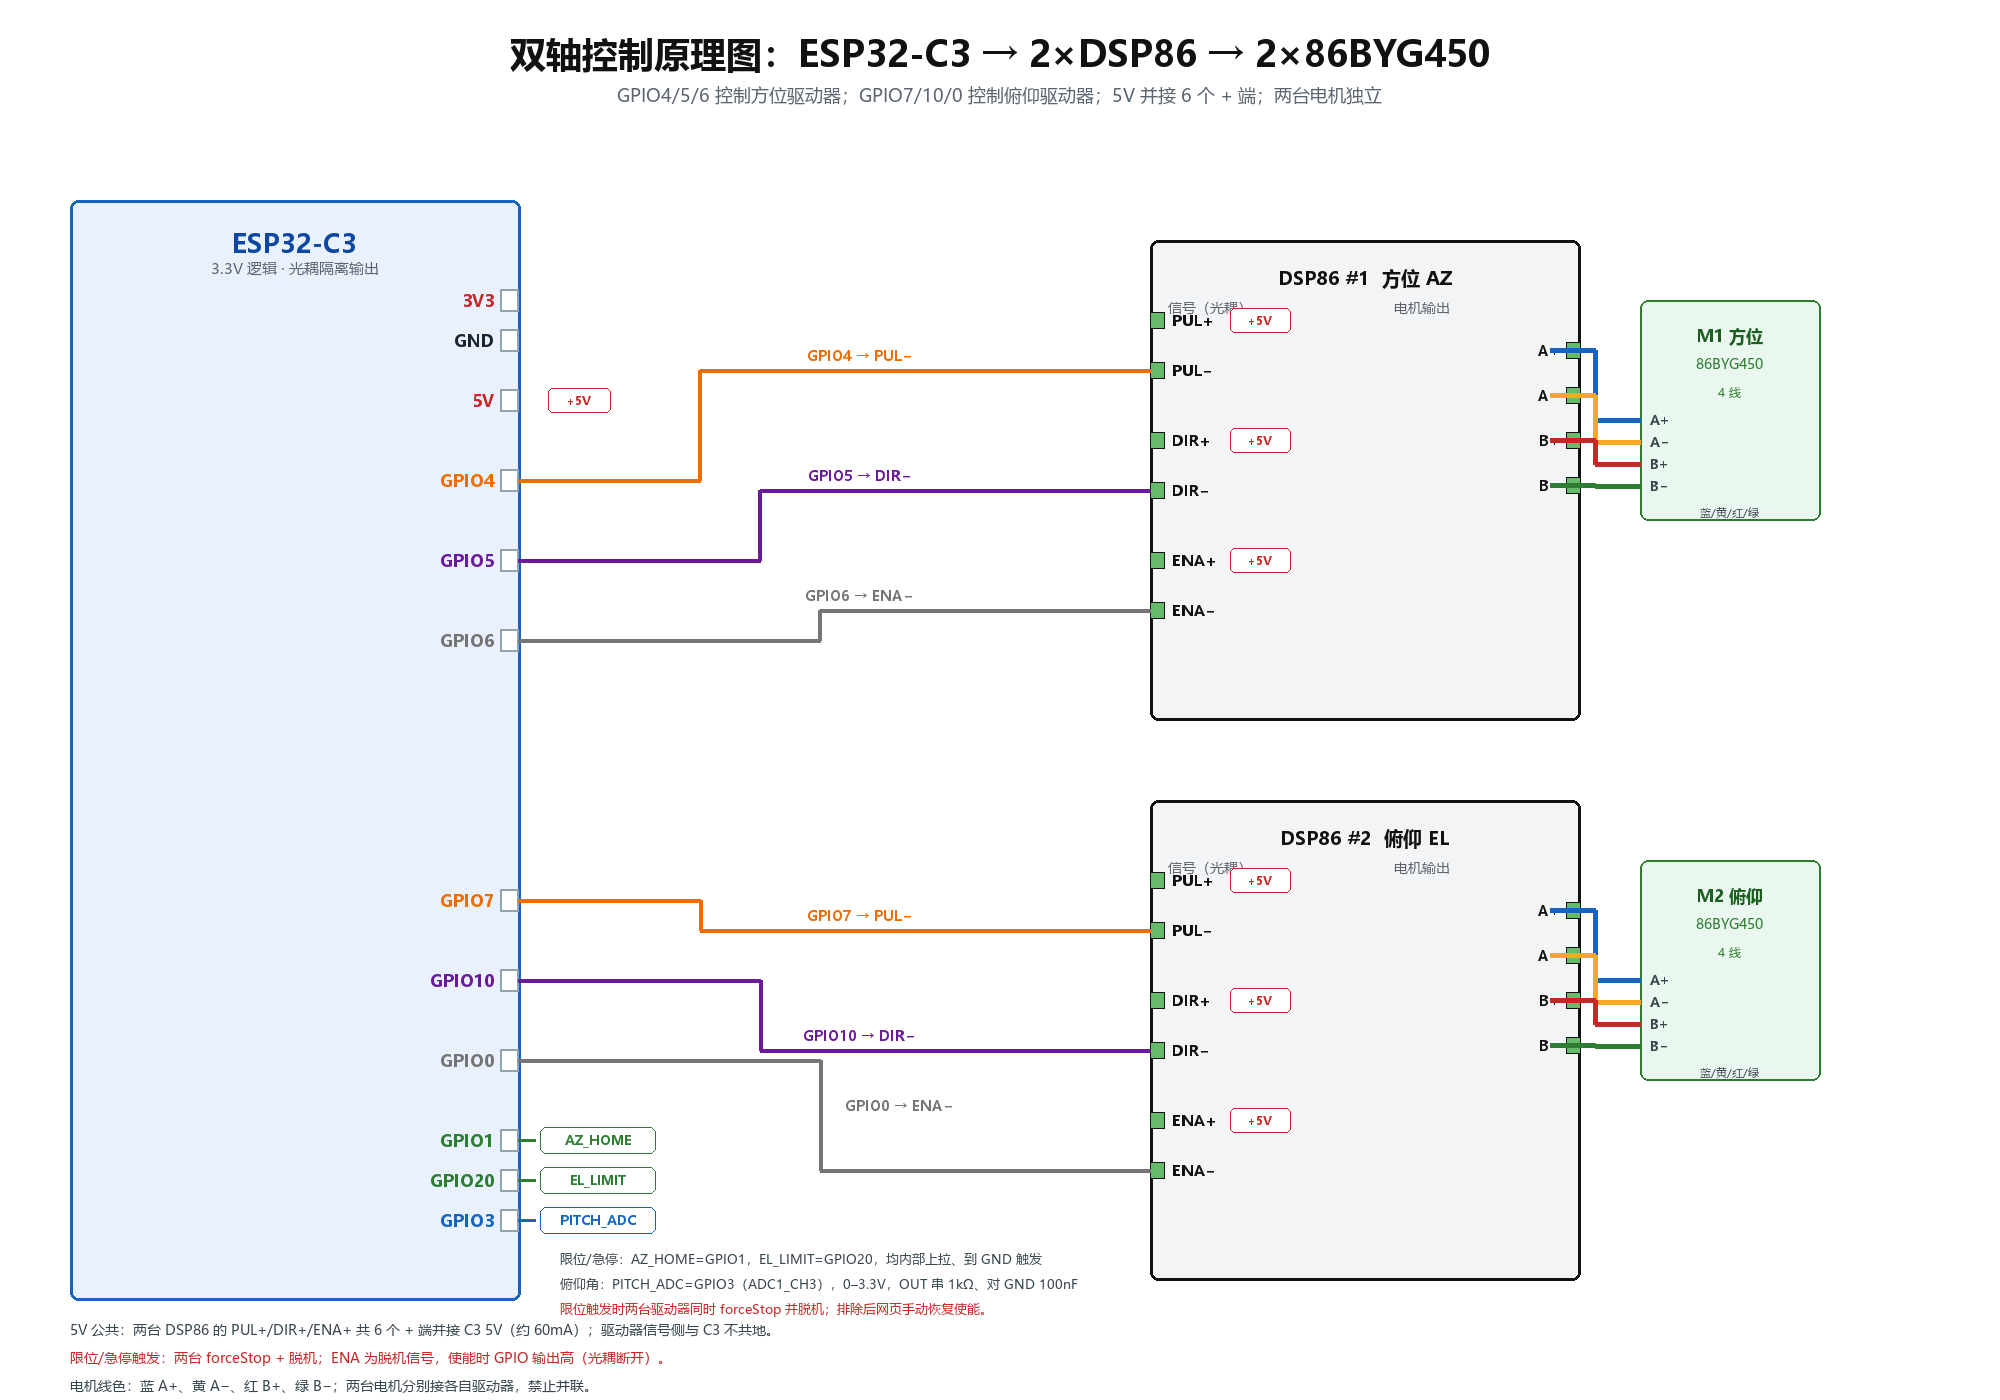 双轴控制原理图：ESP32-C3 → 2×DSP86 → 2×86BYG450
GPIO4/5/6 控制方位驱动器；GPIO7/10/0 控制俯仰驱动器；5V 并接 6 个 + 端；两台电机独立
ESP32-C3
3.3V 逻辑 · 光耦隔离输出
3V3
GND
5V
+5V
GPIO4
GPIO5
GPIO6
GPIO7
GPIO10
GPIO0
GPIO1
AZ_HOME
GPIO20
EL_LIMIT
GPIO3
PITCH_ADC
GPIO4 → PUL−
GPIO5 → DIR−
GPIO6 → ENA−
GPIO7 → PUL−
GPIO10 → DIR−
GPIO0 → ENA−
DSP86 #1 方位 AZ
信号（光耦）
电机输出
PUL+
+5V
PUL−
DIR+
+5V
DIR−
ENA+
+5V
ENA−
A
A
B
B
M1 方位
86BYG450
4 线
A+
A−
B+
B−
蓝/黄/红/绿
DSP86 #2 俯仰 EL
信号（光耦）
电机输出
PUL+
+5V
PUL−
DIR+
+5V
DIR−
ENA+
+5V
ENA−
A
A
B
B
M2 俯仰
86BYG450
4 线
A+
A−
B+
B−
蓝/黄/红/绿
限位/急停：AZ_HOME=GPIO1，EL_LIMIT=GPIO20，均内部上拉、到 GND 触发
俯仰角：PITCH_ADC=GPIO3（ADC1_CH3），0–3.3V，OUT 串 1kΩ、对 GND 100nF
限位触发时两台驱动器同时 forceStop 并脱机；排除后网页手动恢复使能。
5V 公共：两台 DSP86 的 PUL+/DIR+/ENA+ 共 6 个 + 端并接 C3 5V（约 60mA）；驱动器信号侧与 C3 不共地。
限位/急停触发：两台 forceStop + 脱机；ENA 为脱机信号，使能时 GPIO 输出高（光耦断开）。
电机线色：蓝 A+、黄 A−、红 B+、绿 B−；两台电机分别接各自驱动器，禁止并联。